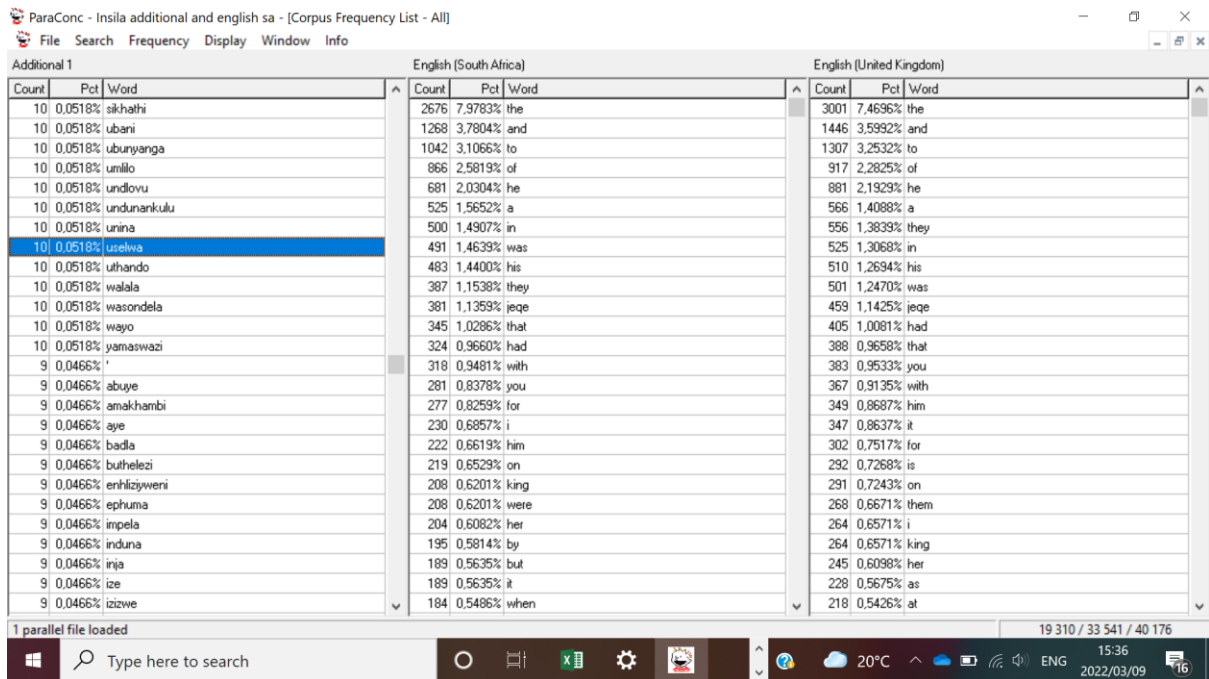 ParaConc - Insila additional and english sa - [Corpus Frequency List - All]
File Search Frequency Display Window Info
Additional 1 English (South Africa) English (United Kingdom)
Count Pct Word Count Pct Word Count Pct Word
10 0,0518% sikhathi 2676 7,9783% the 3001 7,4696% the
10 0,0518% ubani 1268 3,7804% and 1446 3,5992% and
10 0,0518% ubunyanga 1042 3,1066% to 1307 3,2532% to
10 0,0518% umlilo 866 2,5819% of 917 2,2825% of
10 0,0518% undlovu 681 2,0304% he 881 2,1929% he
10 0,0518% undunankulu 525 1,5652% a 566 1,4088% a
10 0,0518% unina 500 1,4907% in 556 1,3839% they
10 0,0518% uselwa 491 1,4639% was 525 1,3068% in
10 0,0518% uthando 483 1,4400% his 510 1,2694% his
10 0,0518% walala 387 1,1538% they 501 1,2470% was
10 0,0518% wasondela 381 1,1359% jeqe 459 1,1425% jeqe
10 0,0518% wayo 345 1,0286% that 405 1,0081% had
10 0,0518% yamaswazi 324 0,9660% had 388 0,9658% that
9 0,0466% ' 318 0,9481% with 383 0,9533% you
9 0,0466% abuye 281 0,8378% you 367 0,9135% with
9 0,0466% amakhambi 277 0,8259% for 349 0,8687% him
9 0,0466% aye 230 0,6857% i 347 0,8637% it
9 0,0466% badla 222 0,6619% him 302 0,7517% for
9 0,0466% buthelezi 219 0,6529% on 292 0,7268% is
9 0,0466% enhliziyweni 208 0,6201% king 291 0,7243% on
9 0,0466% ephuma 208 0,6201% were 268 0,6671% them
9 0,0466% impela 204 0,6082% her 264 0,6571% i
9 0,0466% induna 195 0,5814% by 264 0,6571% king
9 0,0466% inja 189 0,5635% but 245 0,6098% her
9 0,0466% ize 189 0,5635% it 228 0,5675% as
9 0,0466% izizwe 184 0,5486% when 218 0,5426% at
1 parallel file loaded 19 310 / 33 541 / 40 176
Type here to search 20°C ENG 15:36
2022/03/09 16